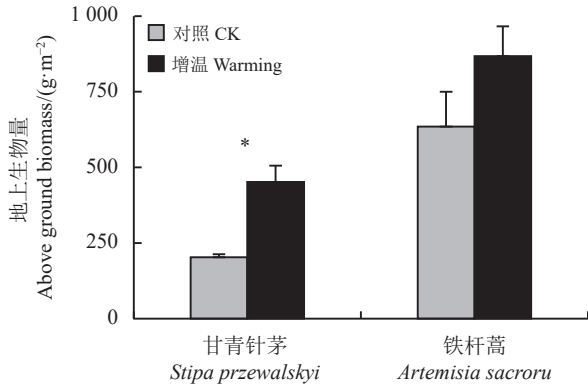 1 000
750
500
250
0
地上生物量
Above ground biomass/(g·m⁻²)
对照 CK
增温 Warming
*
甘青针茅
Stipa przewalskyi
铁杆蒿
Artemisia sacroru